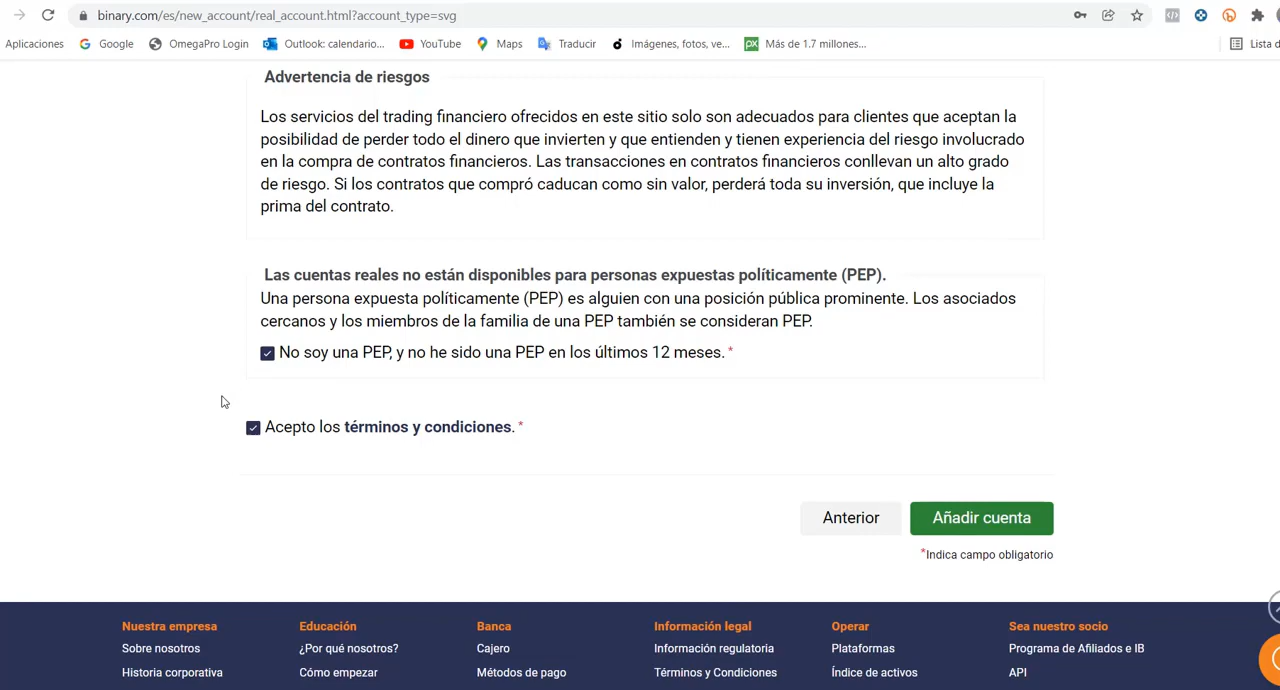 binary.com/es/new_account/real_account.html?account_type=svg
Aplicaciones Google OmegaPro Login Outlook: calendario... YouTube Maps Traducir Imágenes, fotos, ve... Más de 1.7 millones... Lista d
Advertencia de riesgos
Los servicios del trading financiero ofrecidos en este sitio solo son adecuados para clientes que aceptan la
posibilidad de perder todo el dinero que invierten y que entienden y tienen experiencia del riesgo involucrado
en la compra de contratos financieros. Las transacciones en contratos financieros conllevan un alto grado
de riesgo. Si los contratos que compró caducan como sin valor, perderá toda su inversión, que incluye la
prima del contrato.
Las cuentas reales no están disponibles para personas expuestas políticamente (PEP).
Una persona expuesta políticamente (PEP) es alguien con una posición pública prominente. Los asociados
cercanos y los miembros de la familia de una PEP también se consideran PEP.
No soy una PEP, y no he sido una PEP en los últimos 12 meses. *
Acepto los términos y condiciones. *
Anterior Añadir cuenta
*Indica campo obligatorio
Nuestra empresa Educación Banca Información legal Operar Sea nuestro socio
Sobre nosotros ¿Por qué nosotros? Cajero Información regulatoria Plataformas Programa de Afiliados e IB
Historia corporativa Cómo empezar Métodos de pago Términos y Condiciones Índice de activos API